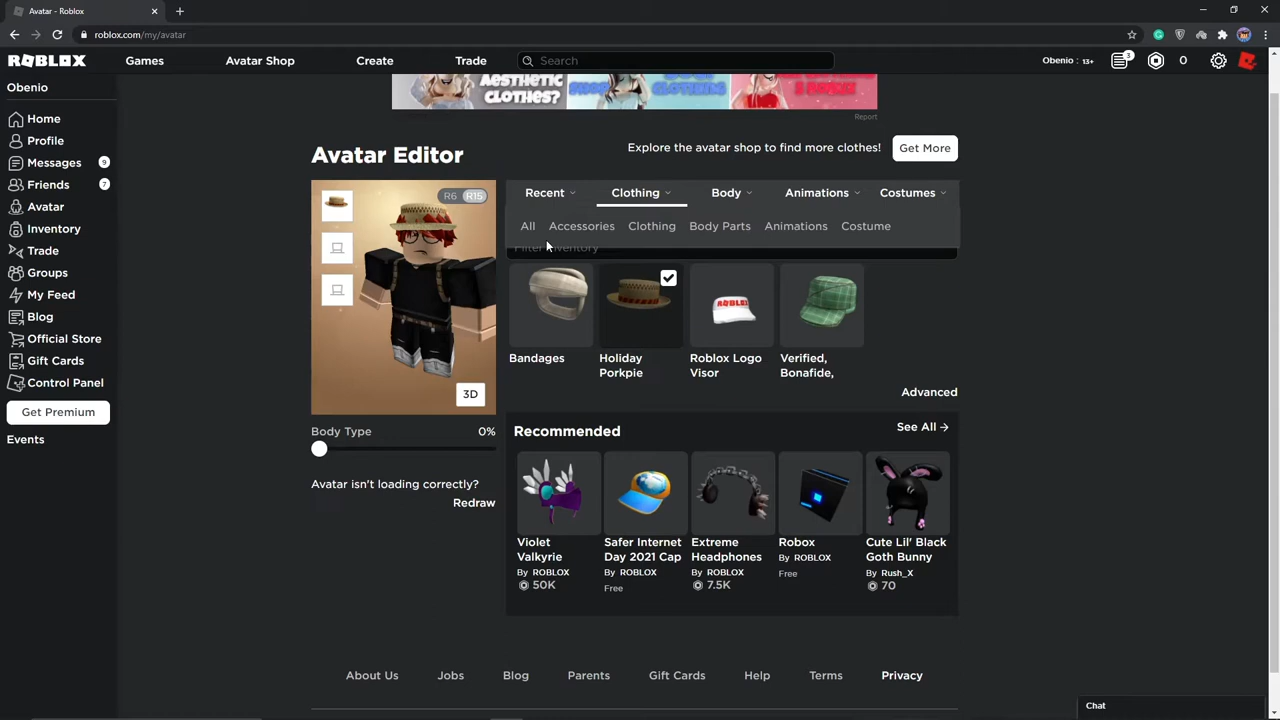 Avatar - Roblox
roblox.com/my/avatar
ROBLOX Games Avatar Shop Create Trade Search Obenio : 13+ 3 0
Obenio
Home
Profile
Messages 9
Friends 7
Avatar
Inventory
Trade
Groups
My Feed
Blog
Official Store
Gift Cards
Control Panel
Get Premium
Events
AESTHETIC
CLOTHES?
Report
Avatar Editor
Explore the avatar shop to find more clothes! Get More
R6 R15
3D
Body Type 0%
Avatar isn't loading correctly?
Redraw
Recent Clothing Body Animations Costumes
All Accessories Clothing Body Parts Animations Costume
Filter Inventory
ROBLOX
Bandages Holiday Porkpie Roblox Logo Visor Verified, Bonafide,
Advanced
Recommended See All
Violet Valkyrie
By ROBLOX
50K
Safer Internet Day 2021 Cap
By ROBLOX
Free
Extreme Headphones
By ROBLOX
7.5K
Robox
By ROBLOX
Free
Cute Lil' Black Goth Bunny
By Rush_X
70
About Us Jobs Blog Parents Gift Cards Help Terms Privacy
Chat